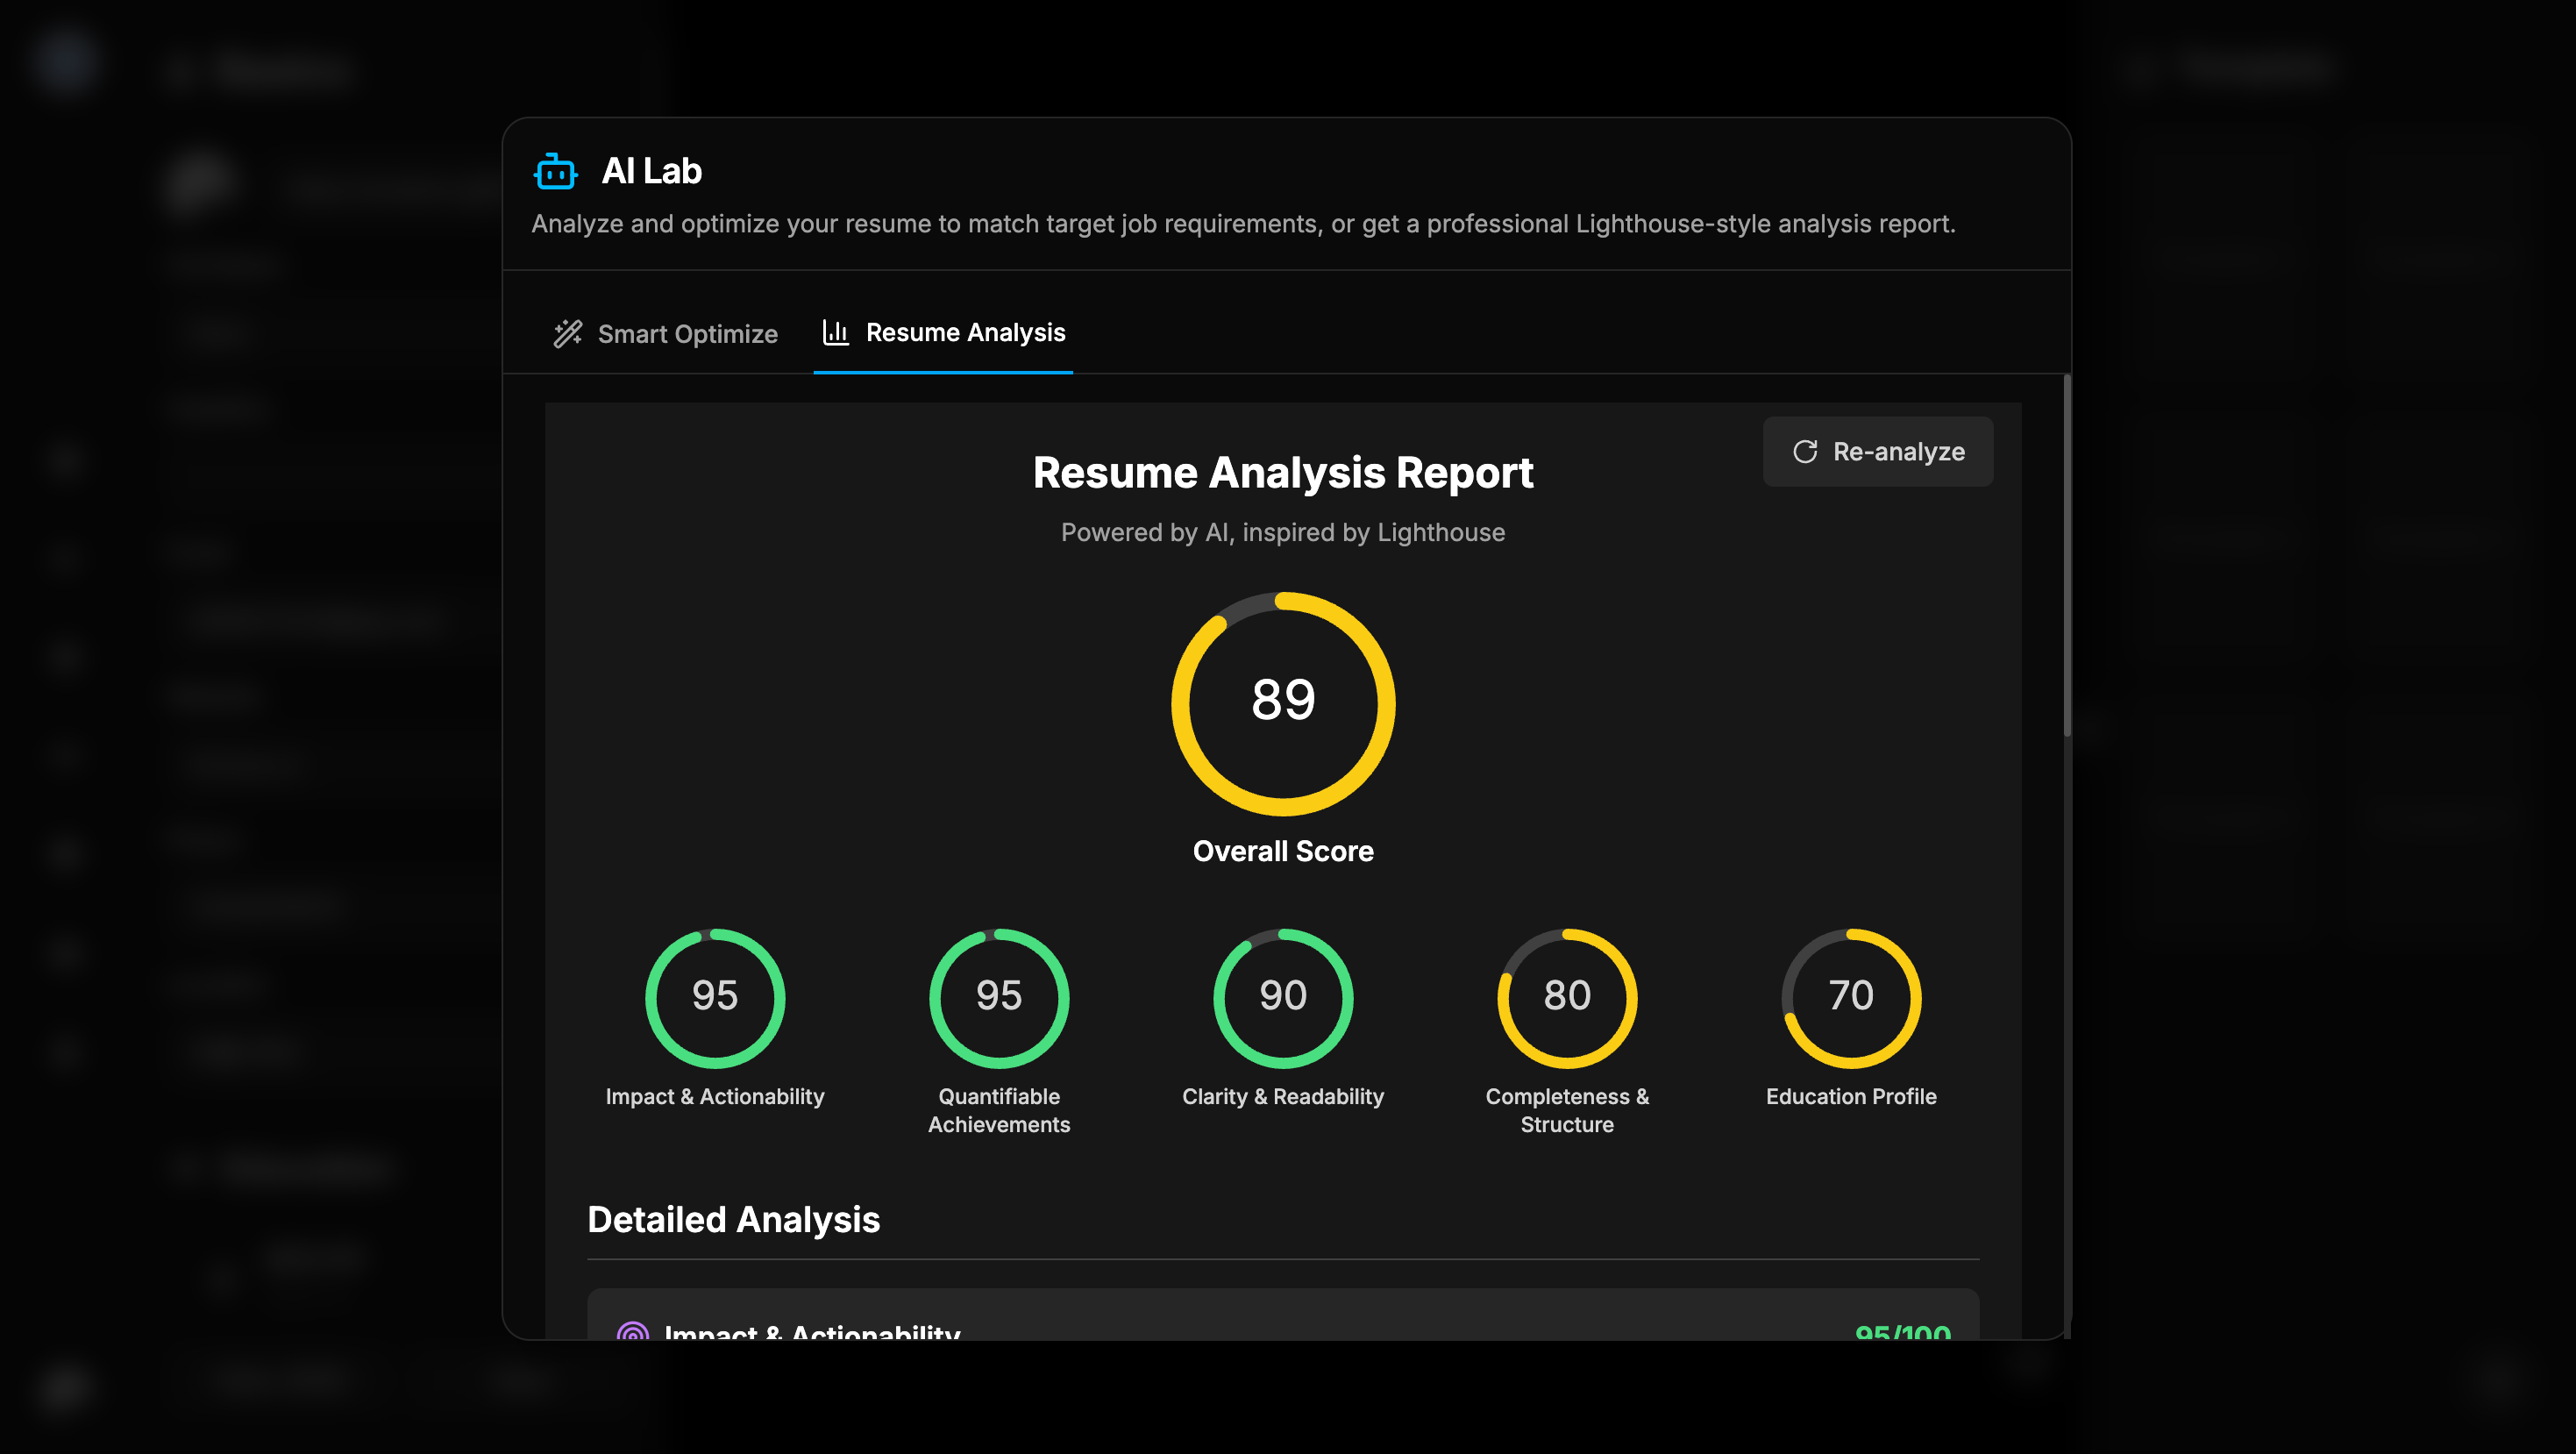 AI Lab
Analyze and optimize your resume to match target job requirements, or get a professional Lighthouse-style analysis report.
Smart Optimize
Resume Analysis
Re-analyze
Resume Analysis Report
Powered by AI, inspired by Lighthouse
89
Overall Score
95
Impact & Actionability
95
Quantifiable
Achievements
90
Clarity & Readability
80
Completeness &
Structure
70
Education Profile
Detailed Analysis
Impact & Actionability
95/100